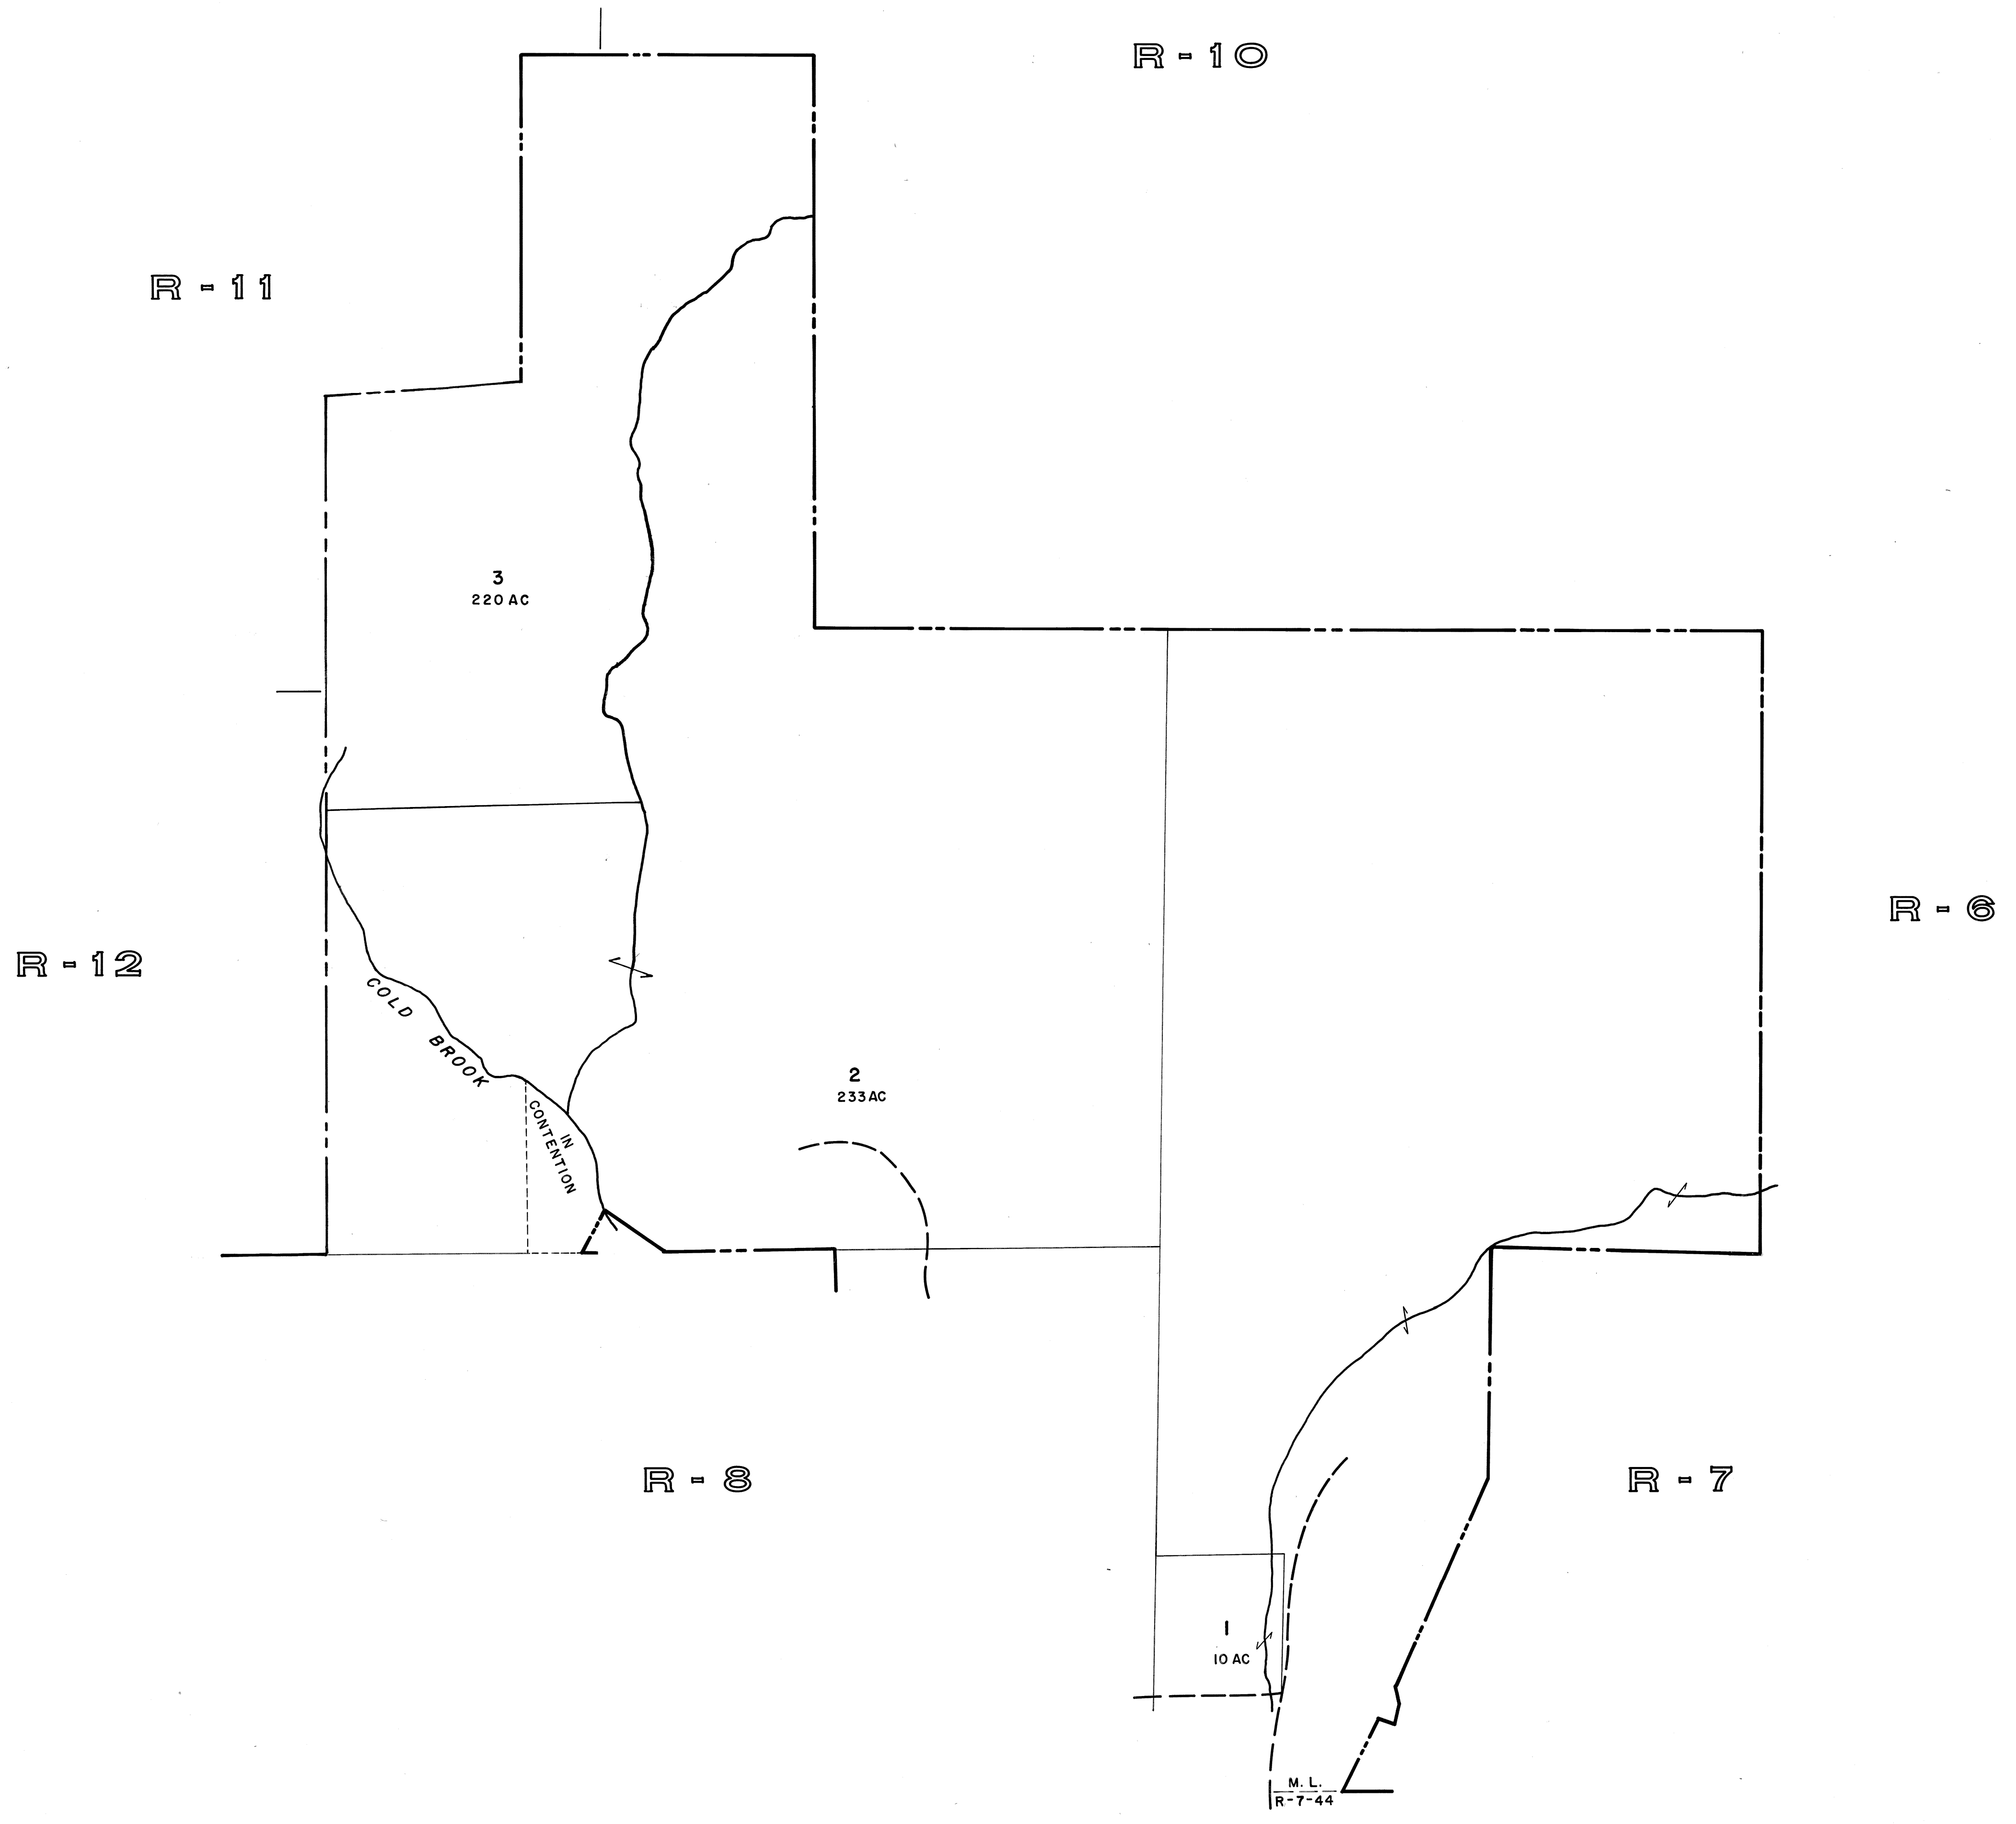 R - 10
R - 11
3
220 AC
R - 6
R - 12
COLD BROOK
2
233 AC
IN
CONTENTION
R - 8
R - 7
1
10 AC
M. L.
R-7-44